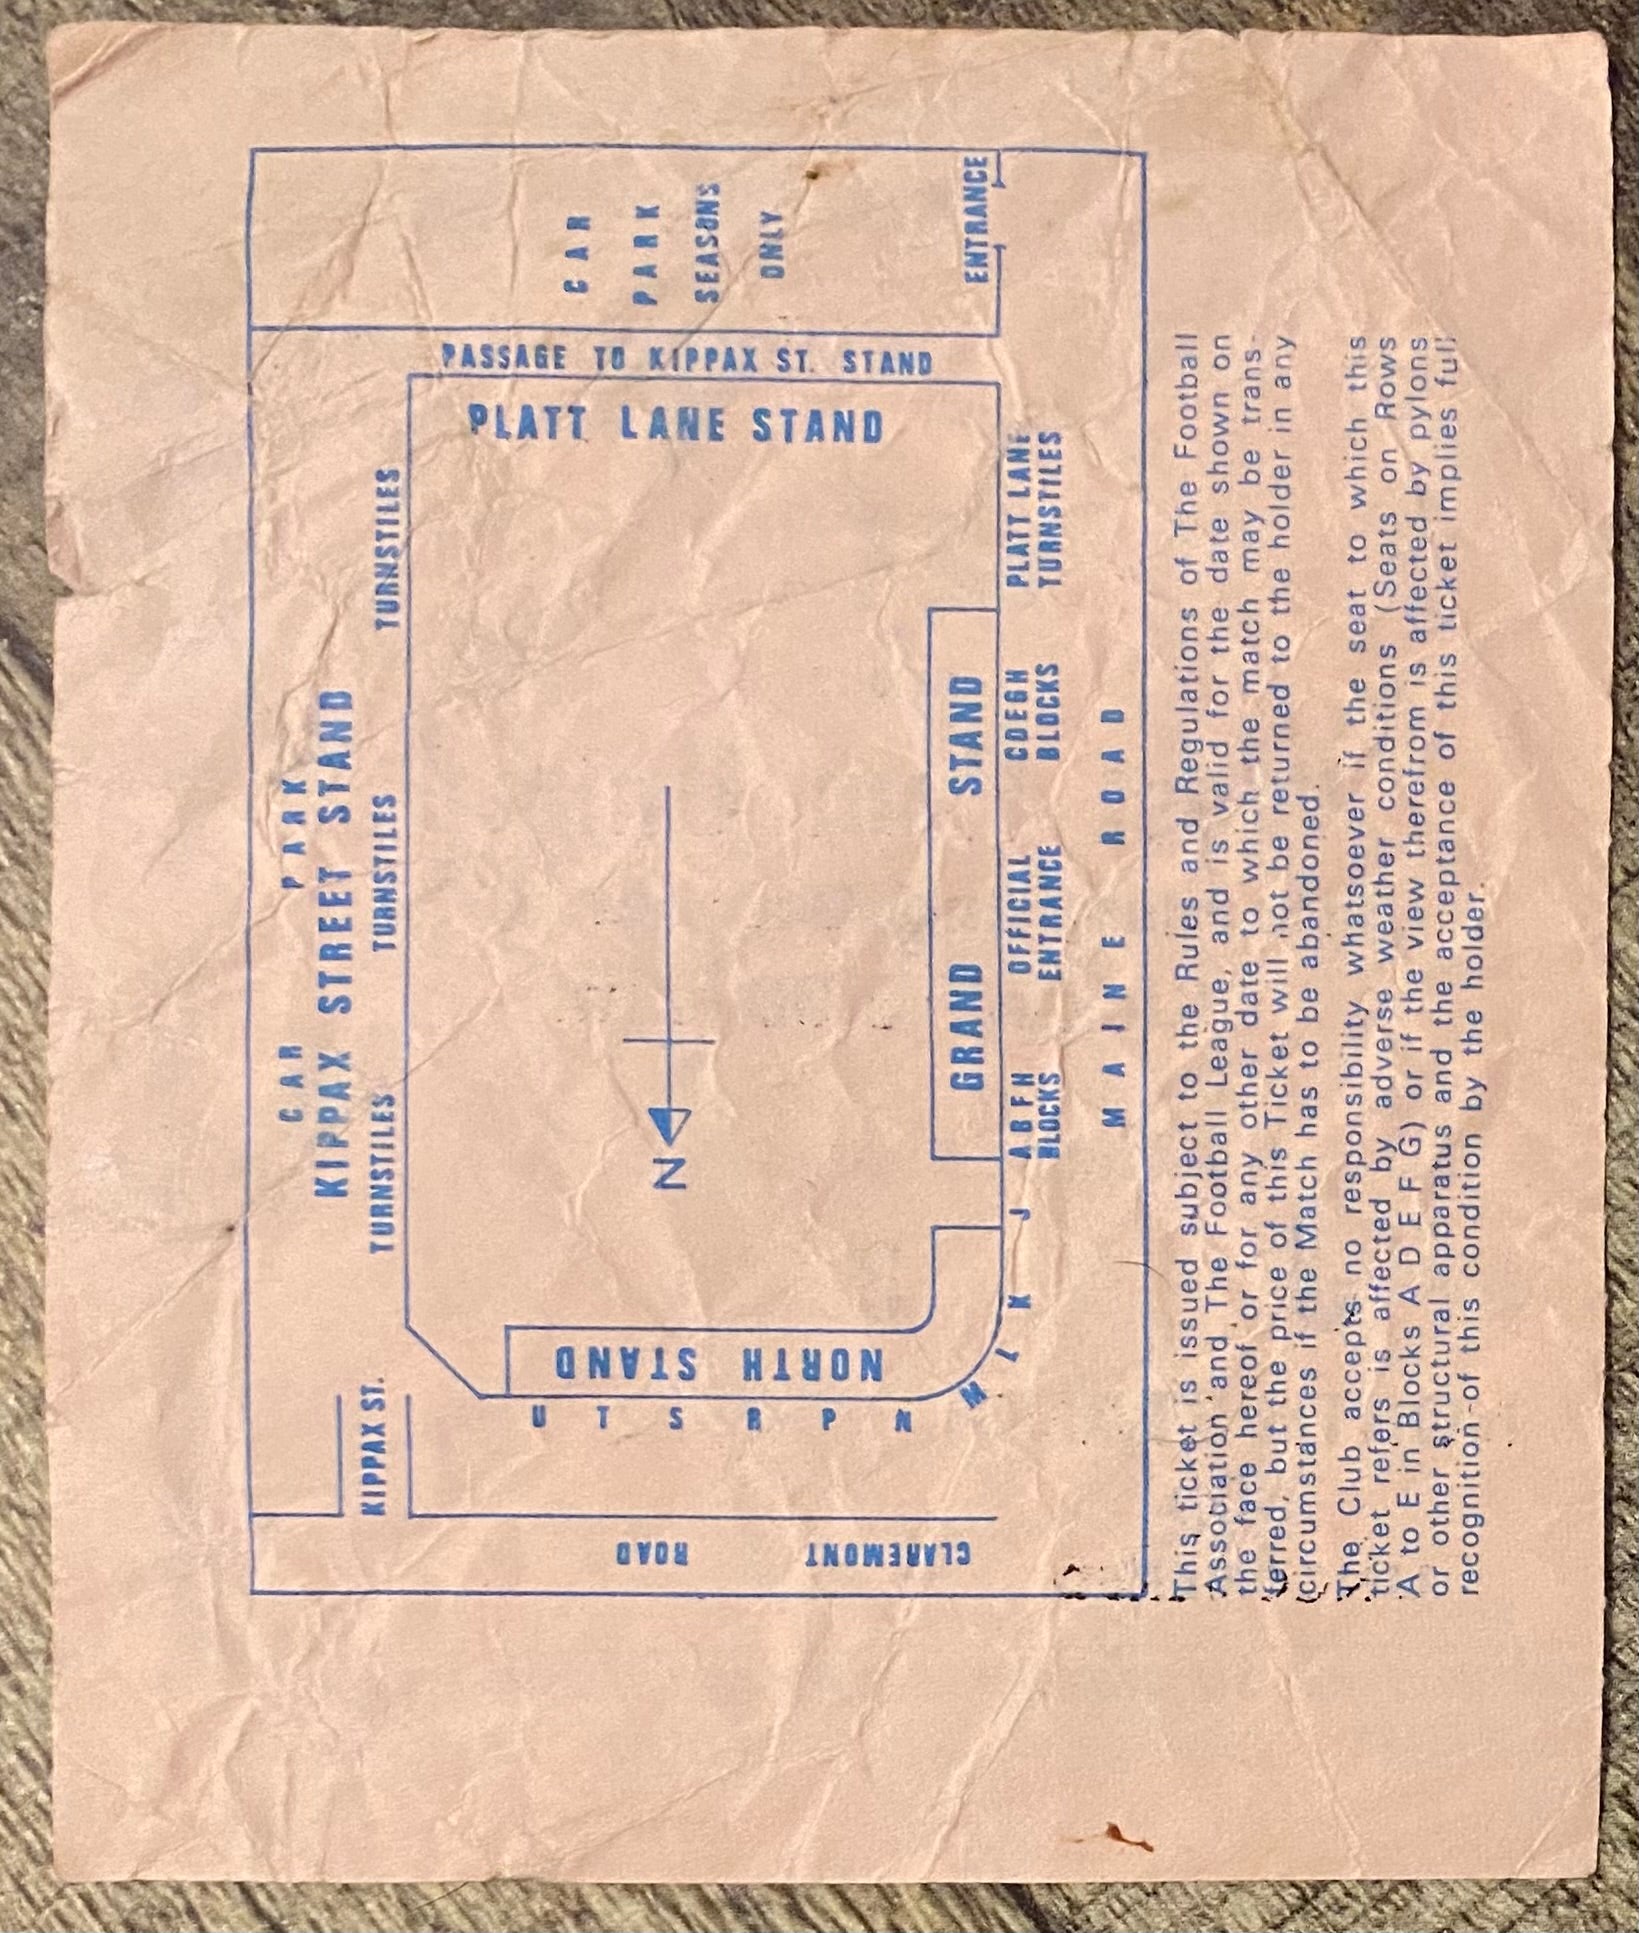 CAR PARK
KIPPAX STREET STAND
TURNSTILES TURNSTILES TURNSTILES
KIPPAX ST.
CLAREMONT ROAD
U T S R P N M L K J
NORTH STAND
N
PLATT LANE STAND
PASSAGE TO KIPPAX ST. STAND
CAR
PARK
SEASONS
ONLY
ENTRANCE
GRAND STAND
A B F H
BLOCKS
OFFICIAL
ENTRANCE
CDEGH
BLOCKS
PLATT LANE
TURNSTILES
MAINE ROAD
This ticket is issued subject to the Rules and Regulations of The Football
Association and The Football League, and is valid for the date shown on
the face hereof or for any other date to which the match may be trans-
ferred, but the price of this Ticket will not be returned to the holder in any
circumstances if the Match has to be abandoned.
The Club accepts no responsibility whatsoever if the seat to which this
ticket refers is affected by adverse weather conditions (Seats on Rows
A to E in Blocks A D E F G) or if the view therefrom is affected by pylons
or other structural apparatus and the acceptance of this ticket implies full
recognition of this condition by the holder.